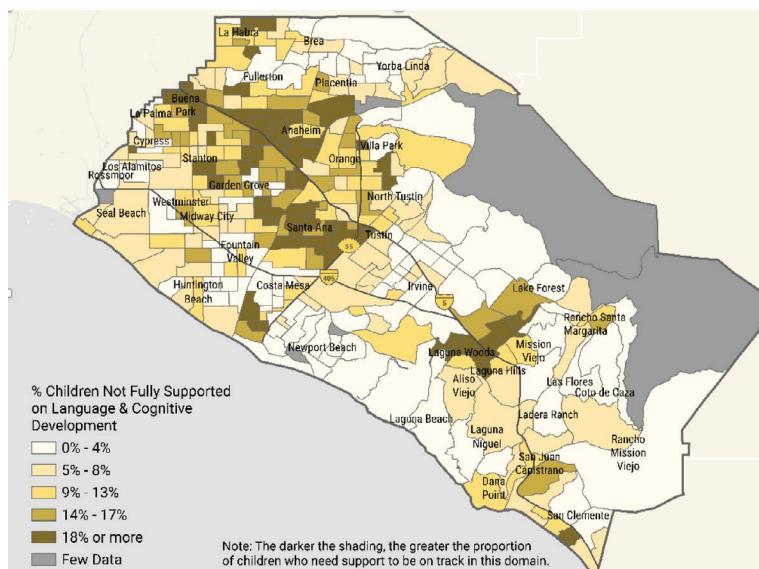 La Habra
Brea
Yorba Linda
Fullerton
Placentia
Buena
Park
La Palma
Anaheim
Cypress
Villa Park
Orange
Stanton
Los Alamitos
Rossmoor
Garden Grove
North Tustin
Westminster
Seal Beach
Midway City
Santa Ana
Tustin
55
Fountain
Valley
405
Irvine
5
Lake Forest
Huntington
Beach
Costa Mesa
Rancho Santa
Margarita
Newport Beach
Mission
Viejo
Laguna Woods
Laguna Hills
Aliso
Viejo
Las Flores
Coto de Caza
Laguna Beach
Ladera Ranch
Laguna
Niguel
Rancho
Mission
Viejo
San Juan
Capistrano
Dana
Point
San Clemente
% Children Not Fully Supported
on Language & Cognitive
Development
0% - 4%
5% - 8%
9% - 13%
14% - 17%
18% or more
Few Data
Note: The darker the shading, the greater the proportion
of children who need support to be on track in this domain.